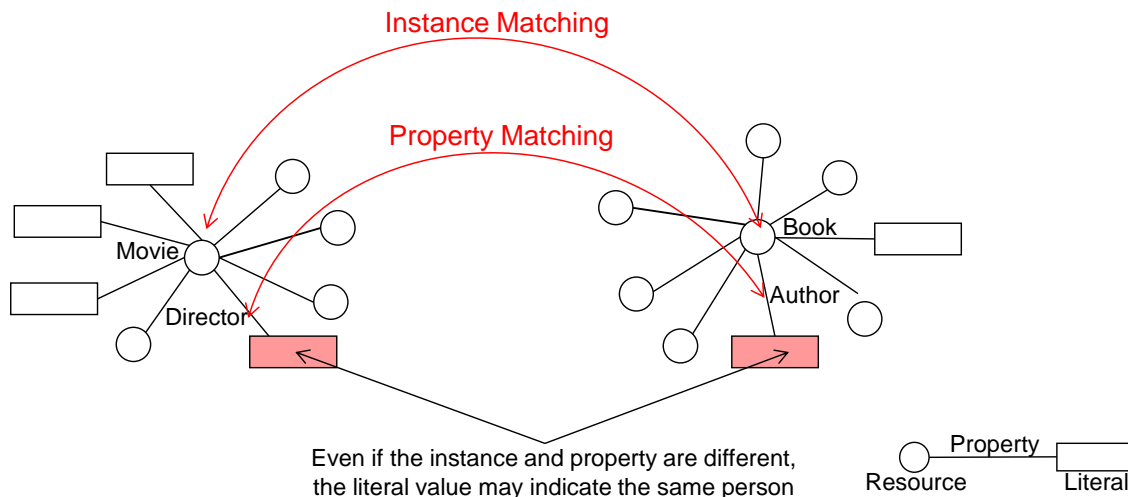 Instance Matching
Property Matching
Movie
Book
Director
Author
Even if the instance and property are different,
the literal value may indicate the same person
Property
Resource
Literal